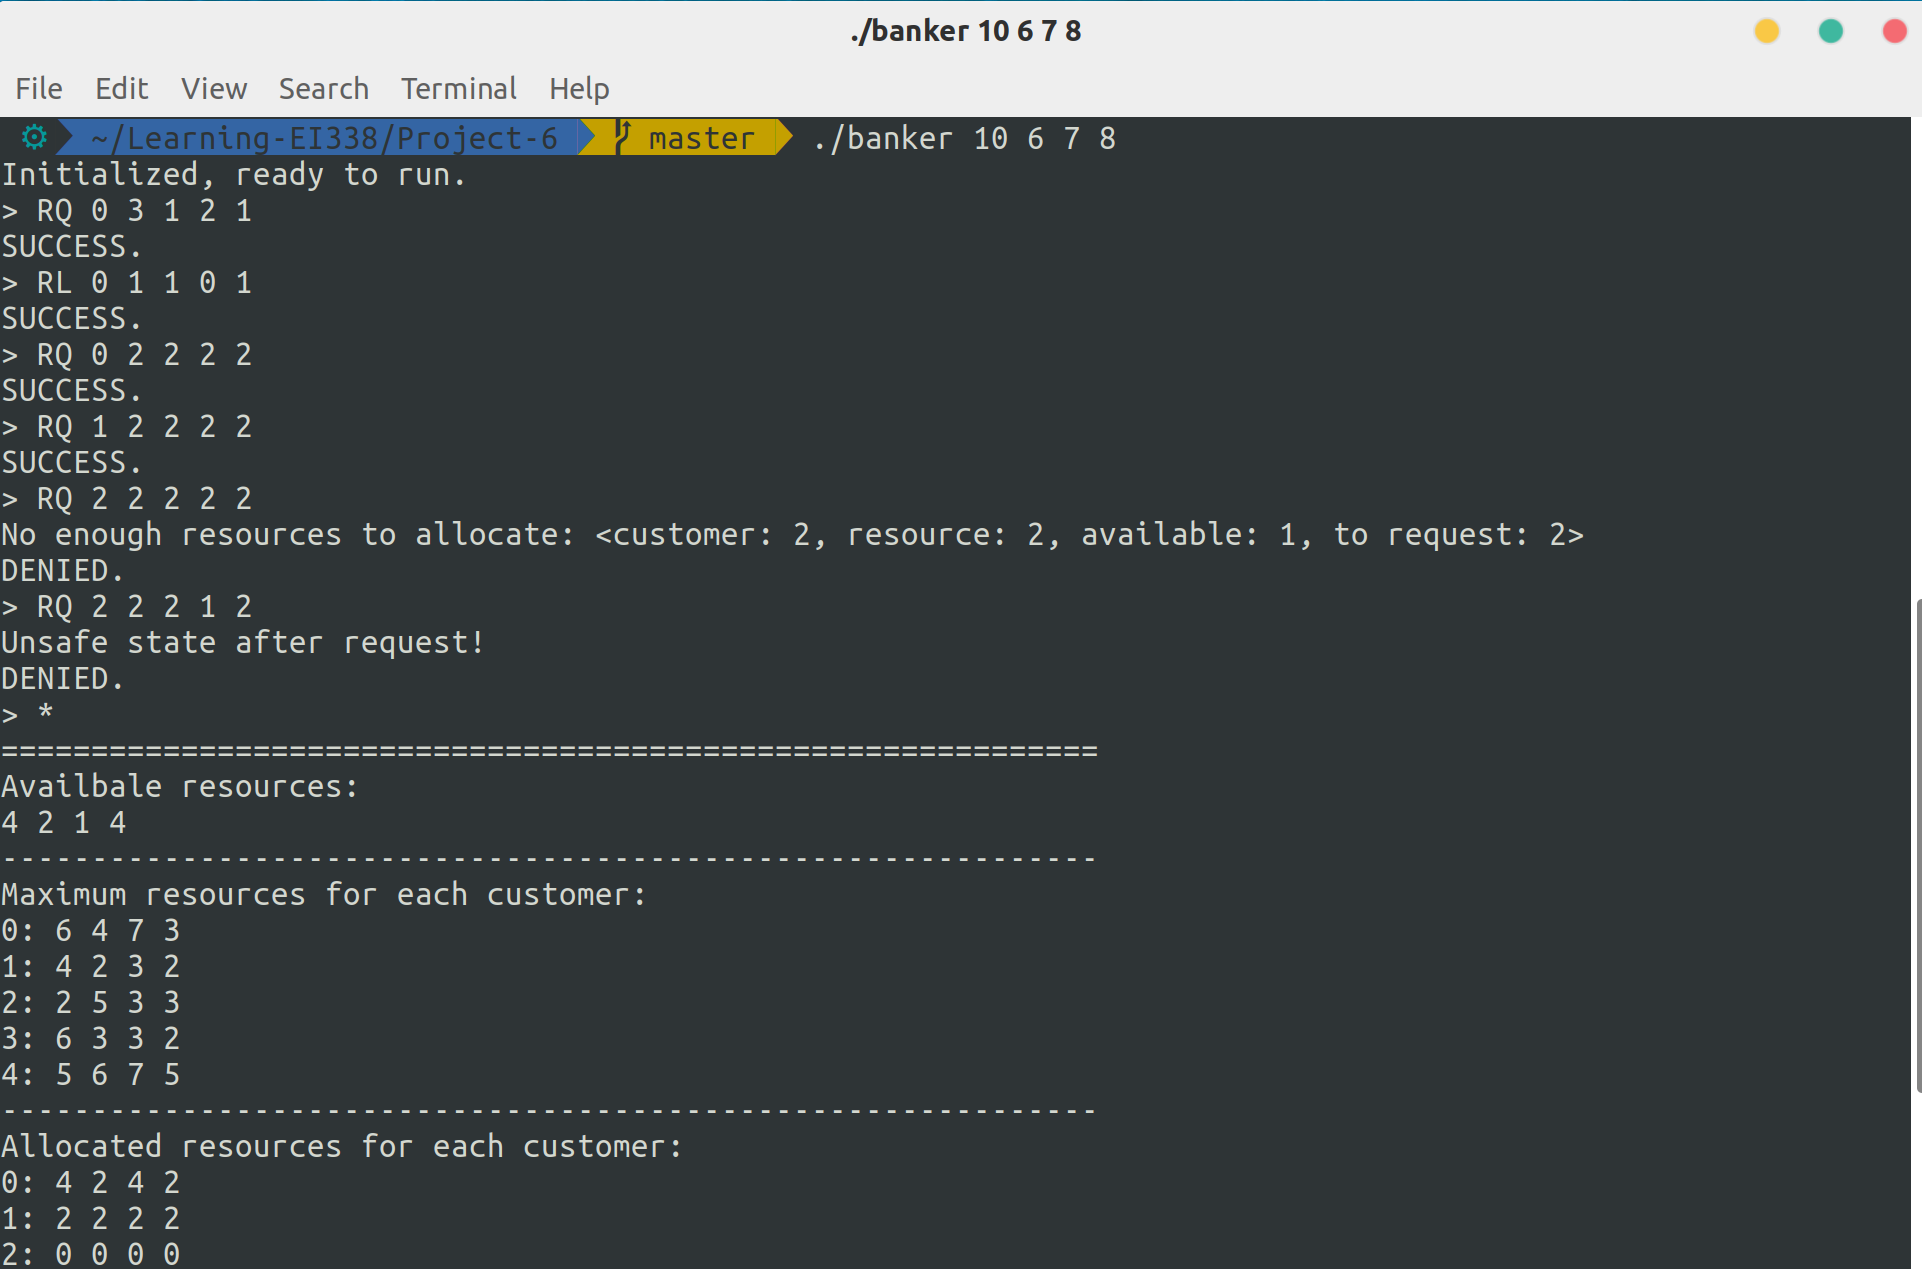 ./banker 10 6 7 8
File Edit View Search Terminal Help
~/Learning-EI338/Project-6 master ./banker 10 6 7 8
Initialized, ready to run.
> RQ 0 3 1 2 1
SUCCESS.
> RL 0 1 1 0 1
SUCCESS.
> RQ 0 2 2 2 2
SUCCESS.
> RQ 1 2 2 2 2
SUCCESS.
> RQ 2 2 2 2 2
No enough resources to allocate: <customer: 2, resource: 2, available: 1, to request: 2>
DENIED.
> RQ 2 2 2 1 2
Unsafe state after request!
DENIED.
> *
=============================================================
Availbale resources:
4 2 1 4
-------------------------------------------------------------
Maximum resources for each customer:
0: 6 4 7 3
1: 4 2 3 2
2: 2 5 3 3
3: 6 3 3 2
4: 5 6 7 5
-------------------------------------------------------------
Allocated resources for each customer:
0: 4 2 4 2
1: 2 2 2 2
2: 0 0 0 0